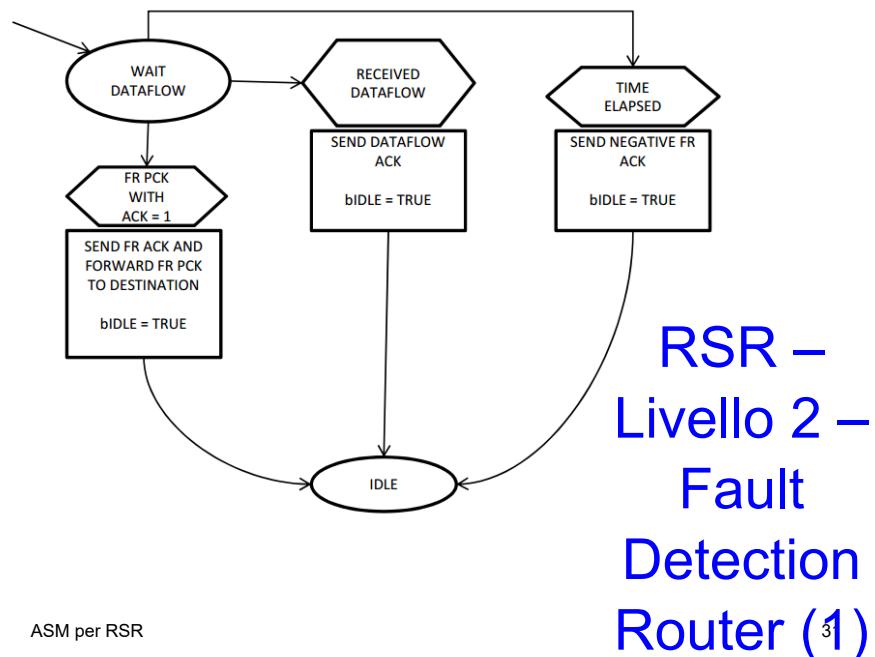 WAIT
DATAFLOW
RECEIVED
DATAFLOW
TIME
ELAPSED
SEND DATAFLOW
ACK
bIDLE = TRUE
SEND NEGATIVE FR
ACK
bIDLE = TRUE
FR PCK
WITH
ACK = 1
SEND FR ACK AND
FORWARD FR PCK
TO DESTINATION
bIDLE = TRUE
IDLE
RSR –
Livello 2 –
Fault
Detection
Router (1)
ASM per RSR
31